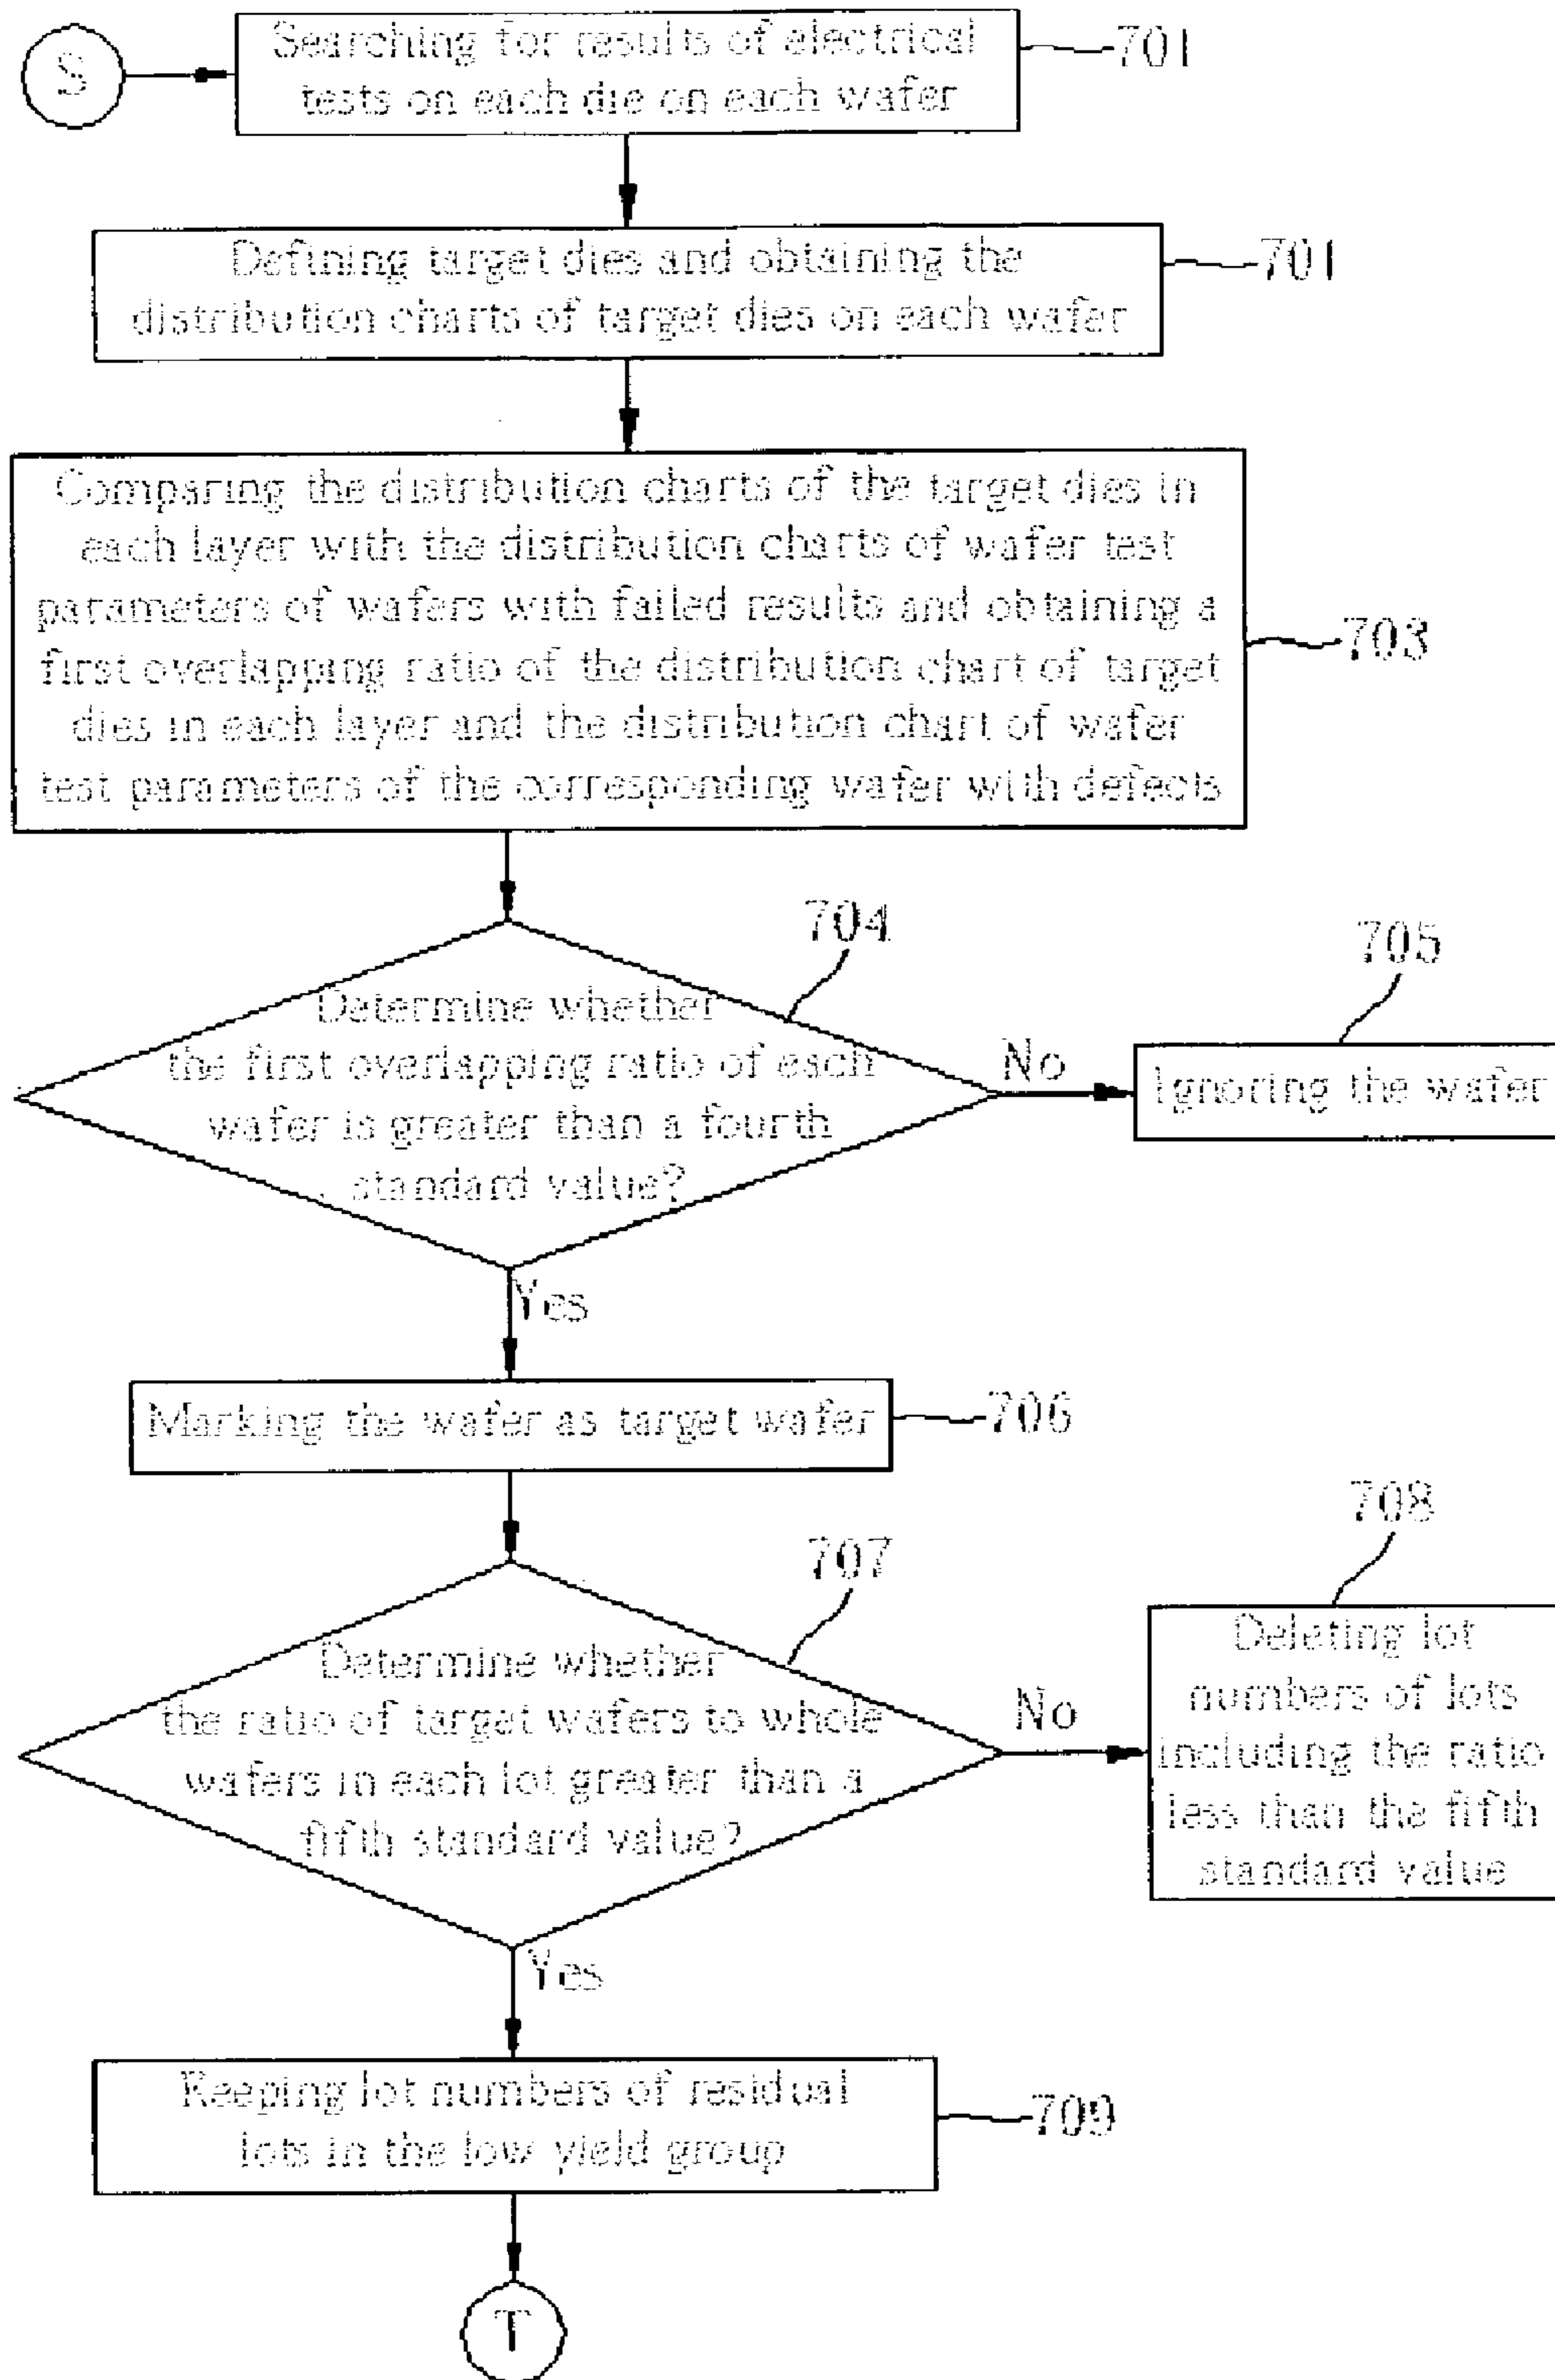 S
Searching for results of electrical
tests on each die on each wafer
701
Defining target dies and obtaining the
distribution charts of target dies on each wafer
701
Comparing the distribution charts of the target dies in
each layer with the distribution charts of wafer test
parameters of wafers with failed results and obtaining a
first overlapping ratio of the distribution chart of target
dies in each layer and the distribution chart of wafer
test parameters of the corresponding wafer with defects
703
704
Determine whether
the first overlapping ratio of each
wafer is greater than a fourth
standard value?
No
705
Ignoring the wafer
Yes
Marking the wafer as target wafer
706
707
Determine whether
the ratio of target wafers to whole
wafers in each lot greater than a
fifth standard value?
No
708
Deleting lot
numbers of lots
including the ratio
less than the fifth
standard value
Yes
Keeping lot numbers of residual
lots in the low yield group
709
T